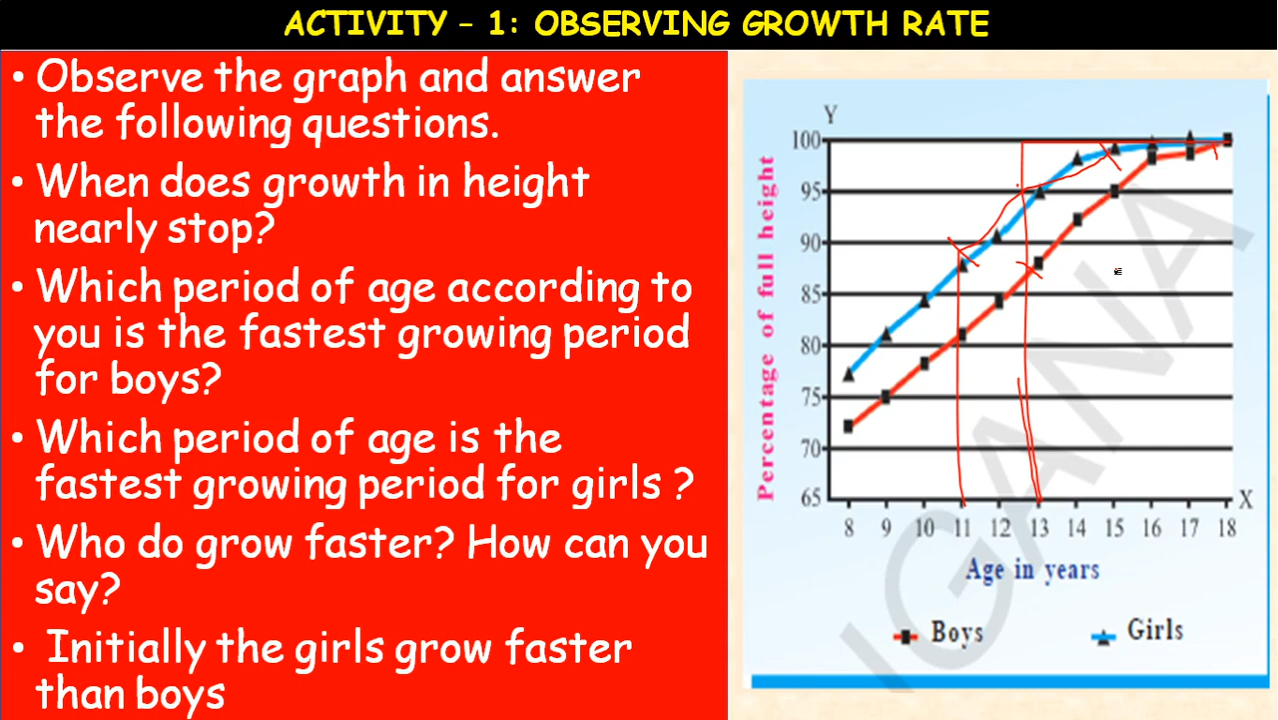 ACTIVITY – 1: OBSERVING GROWTH RATE
• Observe the graph and answer
the following questions.
• When does growth in height
nearly stop?
• Which period of age according to
you is the fastest growing period
for boys?
• Which period of age is the
fastest growing period for girls ?
• Who do grow faster? How can you
say?
• Initially the girls grow faster
than boys
Y
Percentage of full height
100
95
90
85
80
75
70
65
X
8 9 10 11 12 13 14 15 16 17 18
Age in years
Boys Girls
IGANA